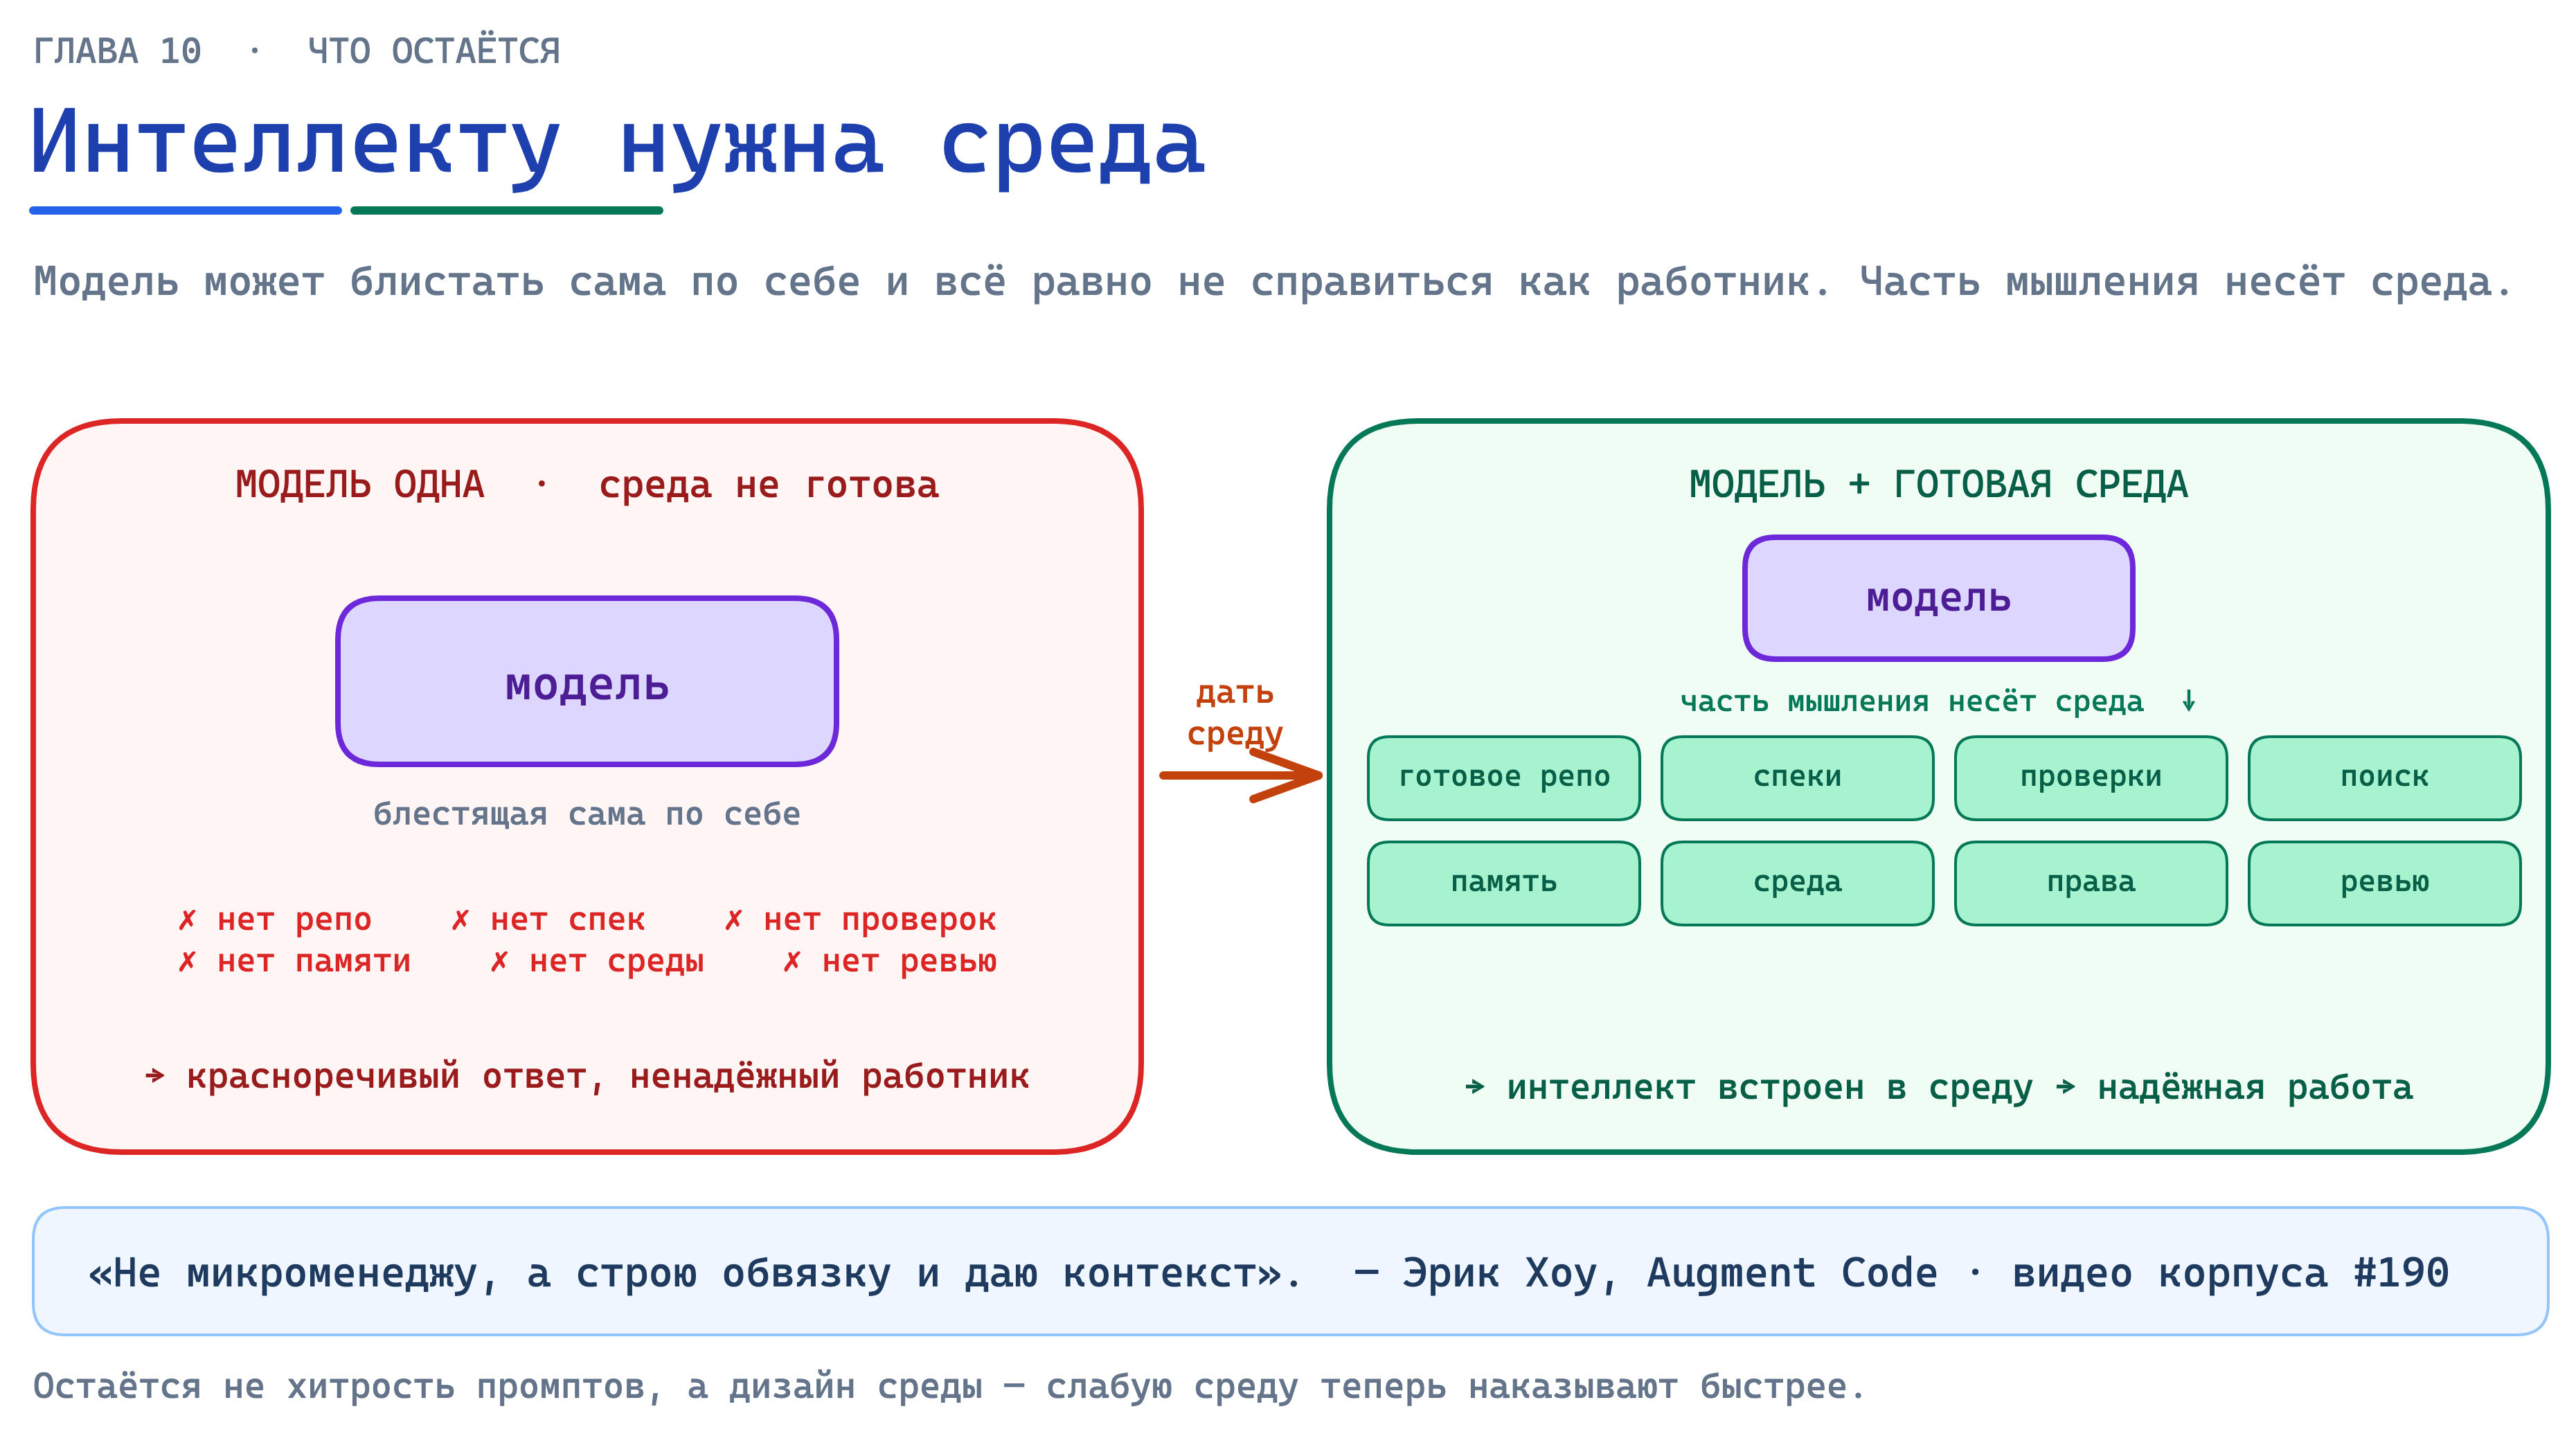 ГЛАВА 10 · ЧТО ОСТАЁТСЯ
Интеллекту нужна среда
Модель может блистать сама по себе и всё равно не справиться как работник. Часть мышления несёт среда.
МОДЕЛЬ ОДНА · среда не готова
модель
блестящая сама по себе
✗ нет репо ✗ нет спек ✗ нет проверок
✗ нет памяти ✗ нет среды ✗ нет ревью
→ красноречивый ответ, ненадёжный работник
дать
среду
МОДЕЛЬ + ГОТОВАЯ СРЕДА
модель
часть мышления несёт среда ↓
готовое репо спеки проверки поиск
память среда права ревью
→ интеллект встроен в среду → надёжная работа
«Не микроменеджу, а строю обвязку и даю контекст». — Эрик Хоу, Augment Code · видео корпуса #190
Остаётся не хитрость промптов, а дизайн среды — слабую среду теперь наказывают быстрее.